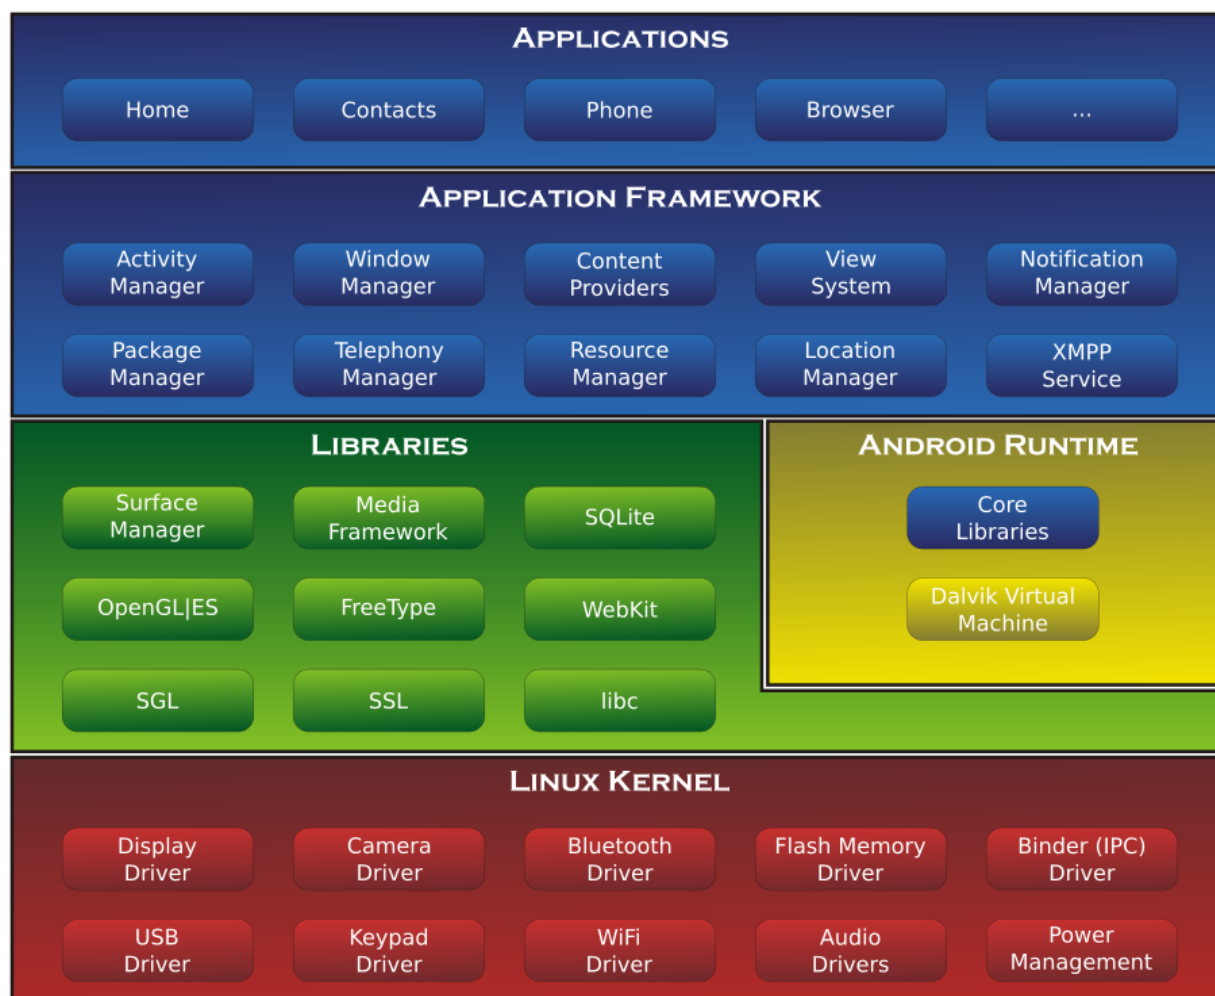 APPLICATIONS
Home
Contacts
Phone
Browser
...
APPLICATION FRAMEWORK
Activity
Manager
Window
Manager
Content
Providers
View
System
Notification
Manager
Package
Manager
Telephony
Manager
Resource
Manager
Location
Manager
XMPP
Service
LIBRARIES
Surface
Manager
Media
Framework
SQLite
OpenGL|ES
FreeType
WebKit
SGL
SSL
libc
ANDROID RUNTIME
Core
Libraries
Dalvik Virtual
Machine
LINUX KERNEL
Display
Driver
Camera
Driver
Bluetooth
Driver
Flash Memory
Driver
Binder (IPC)
Driver
USB
Driver
Keypad
Driver
WiFi
Driver
Audio
Drivers
Power
Management